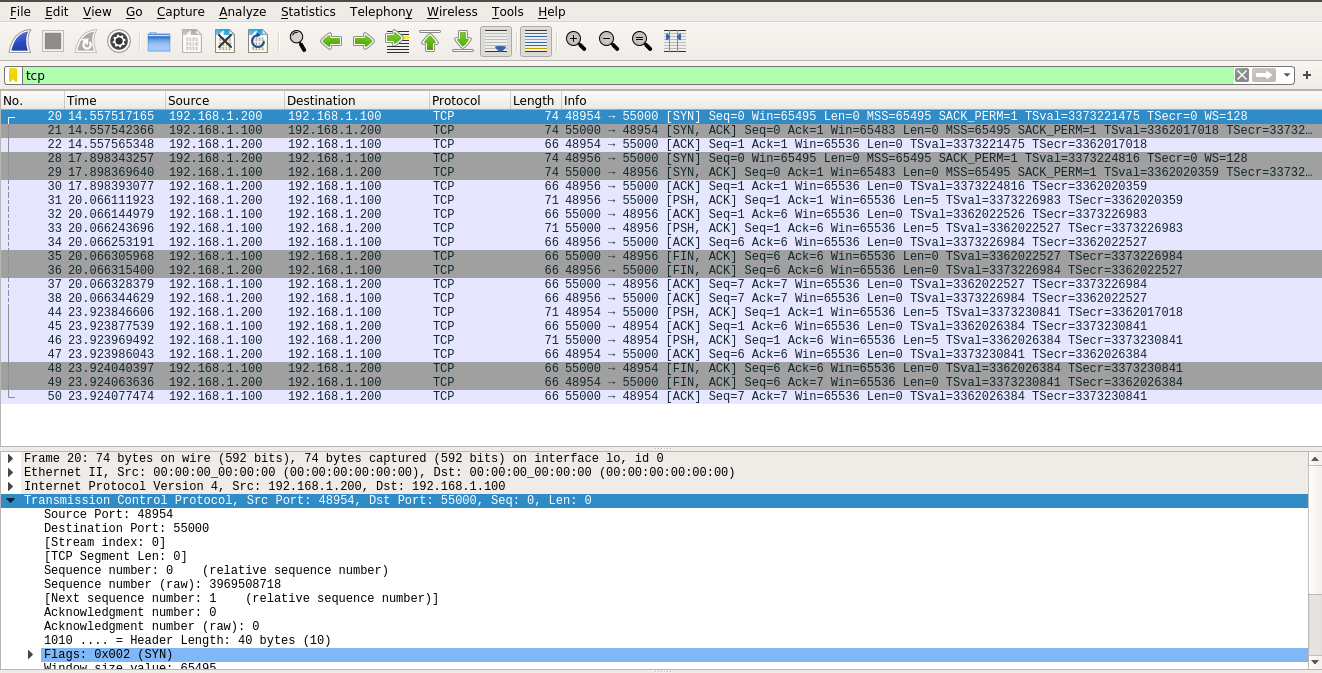 File Edit View Go Capture Analyze Statistics Telephony Wireless Tools Help
tcp
No. Time Source Destination Protocol Length Info
20 14.557517165 192.168.1.200 192.168.1.100 TCP 74 48954 → 55000 [SYN] Seq=0 Win=65495 Len=0 MSS=65495 SACK_PERM=1 TSval=3373221475 TSecr=0 WS=128
21 14.557542366 192.168.1.100 192.168.1.200 TCP 74 55000 → 48954 [SYN, ACK] Seq=0 Ack=1 Win=65483 Len=0 MSS=65495 SACK_PERM=1 TSval=3362017018 TSecr=33732…
22 14.557565348 192.168.1.200 192.168.1.100 TCP 66 48954 → 55000 [ACK] Seq=1 Ack=1 Win=65536 Len=0 TSval=3373221475 TSecr=3362017018
28 17.898343257 192.168.1.200 192.168.1.100 TCP 74 48956 → 55000 [SYN] Seq=0 Win=65495 Len=0 MSS=65495 SACK_PERM=1 TSval=3373224816 TSecr=0 WS=128
29 17.898369640 192.168.1.100 192.168.1.200 TCP 74 55000 → 48956 [SYN, ACK] Seq=0 Ack=1 Win=65483 Len=0 MSS=65495 SACK_PERM=1 TSval=3362020359 TSecr=33732…
30 17.898393077 192.168.1.200 192.168.1.100 TCP 66 48956 → 55000 [ACK] Seq=1 Ack=1 Win=65536 Len=0 TSval=3373224816 TSecr=3362020359
31 20.066111923 192.168.1.200 192.168.1.100 TCP 71 48956 → 55000 [PSH, ACK] Seq=1 Ack=1 Win=65536 Len=5 TSval=3373226983 TSecr=3362020359
32 20.066144979 192.168.1.100 192.168.1.200 TCP 66 55000 → 48956 [ACK] Seq=1 Ack=6 Win=65536 Len=0 TSval=3362022526 TSecr=3373226983
33 20.066243696 192.168.1.100 192.168.1.200 TCP 71 55000 → 48956 [PSH, ACK] Seq=1 Ack=6 Win=65536 Len=5 TSval=3362022527 TSecr=3373226983
34 20.066253191 192.168.1.200 192.168.1.100 TCP 66 48956 → 55000 [ACK] Seq=6 Ack=6 Win=65536 Len=0 TSval=3373226984 TSecr=3362022527
35 20.066305968 192.168.1.100 192.168.1.200 TCP 66 55000 → 48956 [FIN, ACK] Seq=6 Ack=6 Win=65536 Len=0 TSval=3362022527 TSecr=3373226984
36 20.066315400 192.168.1.200 192.168.1.100 TCP 66 48956 → 55000 [FIN, ACK] Seq=6 Ack=6 Win=65536 Len=0 TSval=3373226984 TSecr=3362022527
37 20.066328379 192.168.1.100 192.168.1.200 TCP 66 55000 → 48956 [ACK] Seq=7 Ack=7 Win=65536 Len=0 TSval=3362022527 TSecr=3373226984
38 20.066344629 192.168.1.200 192.168.1.100 TCP 66 48956 → 55000 [ACK] Seq=7 Ack=7 Win=65536 Len=0 TSval=3373226984 TSecr=3362022527
44 23.923846606 192.168.1.200 192.168.1.100 TCP 71 48954 → 55000 [PSH, ACK] Seq=1 Ack=1 Win=65536 Len=5 TSval=3373230841 TSecr=3362017018
45 23.923877539 192.168.1.100 192.168.1.200 TCP 66 55000 → 48954 [ACK] Seq=1 Ack=6 Win=65536 Len=0 TSval=3362026384 TSecr=3373230841
46 23.923969492 192.168.1.100 192.168.1.200 TCP 71 55000 → 48954 [PSH, ACK] Seq=1 Ack=6 Win=65536 Len=5 TSval=3362026384 TSecr=3373230841
47 23.923986043 192.168.1.200 192.168.1.100 TCP 66 48954 → 55000 [ACK] Seq=6 Ack=6 Win=65536 Len=0 TSval=3373230841 TSecr=3362026384
48 23.924040397 192.168.1.100 192.168.1.200 TCP 66 55000 → 48954 [FIN, ACK] Seq=6 Ack=6 Win=65536 Len=0 TSval=3362026384 TSecr=3373230841
49 23.924063636 192.168.1.200 192.168.1.100 TCP 66 48954 → 55000 [FIN, ACK] Seq=6 Ack=7 Win=65536 Len=0 TSval=3373230841 TSecr=3362026384
50 23.924077474 192.168.1.100 192.168.1.200 TCP 66 55000 → 48954 [ACK] Seq=7 Ack=7 Win=65536 Len=0 TSval=3362026384 TSecr=3373230841
Frame 20: 74 bytes on wire (592 bits), 74 bytes captured (592 bits) on interface lo, id 0
Ethernet II, Src: 00:00:00_00:00:00 (00:00:00:00:00:00), Dst: 00:00:00_00:00:00 (00:00:00:00:00:00)
Internet Protocol Version 4, Src: 192.168.1.200, Dst: 192.168.1.100
Transmission Control Protocol, Src Port: 48954, Dst Port: 55000, Seq: 0, Len: 0
Source Port: 48954
Destination Port: 55000
[Stream index: 0]
[TCP Segment Len: 0]
Sequence number: 0 (relative sequence number)
Sequence number (raw): 3969508718
[Next sequence number: 1 (relative sequence number)]
Acknowledgment number: 0
Acknowledgment number (raw): 0
1010 .... = Header Length: 40 bytes (10)
Flags: 0x002 (SYN)
Window size value: 65495